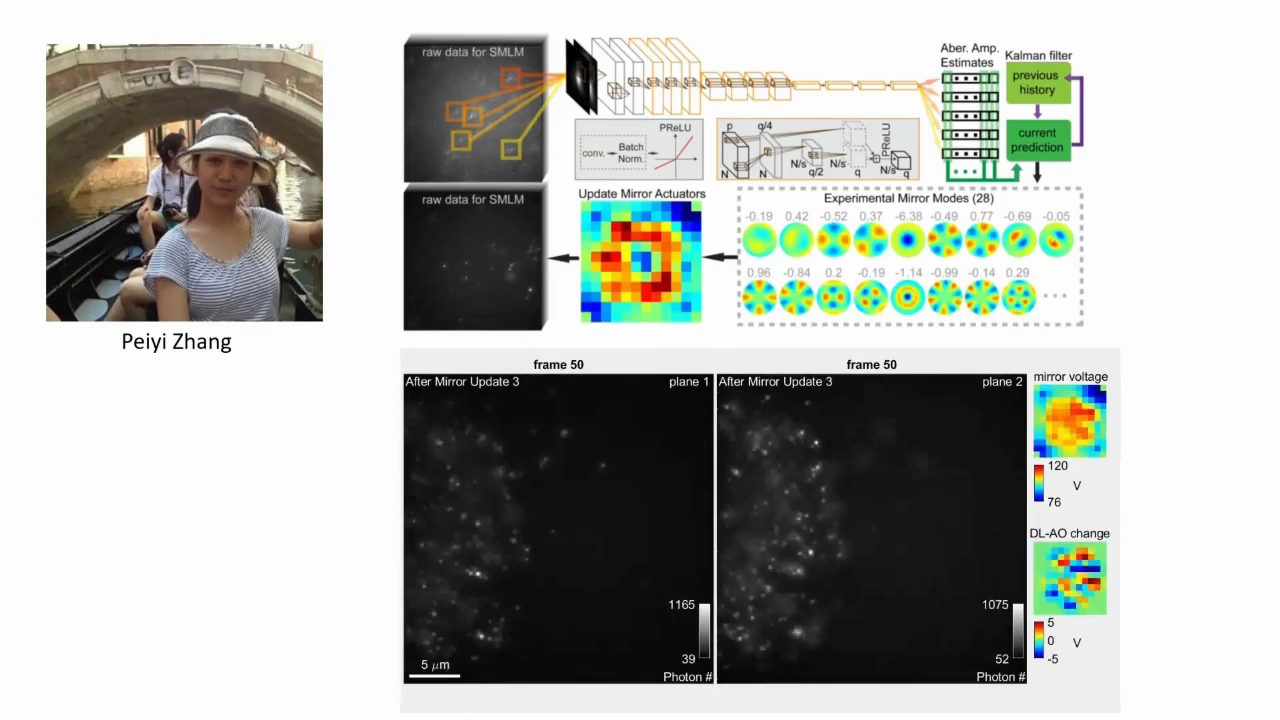 Peiyi Zhang
raw data for SMLM
conv.
Batch
Norm.
PReLU
p
q/4
N
N
N/s
q/2
N/s
q
PReLU
N/s
q
Aber. Amp.
Estimates
Kalman filter
previous
history
current
prediction
raw data for SMLM
Update Mirror Actuators
Experimental Mirror Modes (28)
-0.19 0.42 -0.52 0.37 -6.38 -0.49 0.77 -0.69 -0.05
0.96 -0.84 0.2 -0.19 -1.14 -0.99 -0.14 0.29
frame 50
After Mirror Update 3 plane 1
1165
39
5 μm
Photon #
frame 50
After Mirror Update 3 plane 2
1075
52
Photon #
mirror voltage
120
V
76
DL-AO change
5
0 V
-5